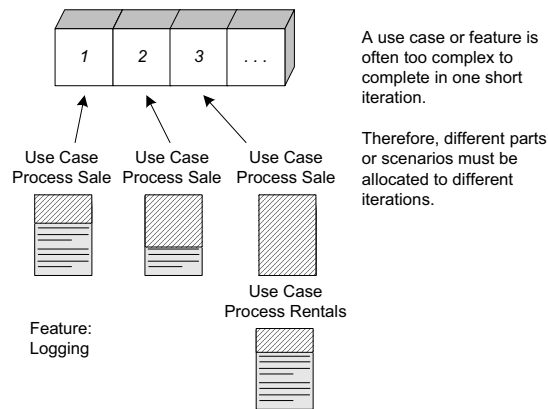 1
2
3
. . .
A use case or feature is
often too complex to
complete in one short
iteration.
Therefore, different parts
or scenarios must be
allocated to different
iterations.
Use Case
Process Sale
Use Case
Process Sale
Use Case
Process Sale
Use Case
Process Rentals
Feature:
Logging